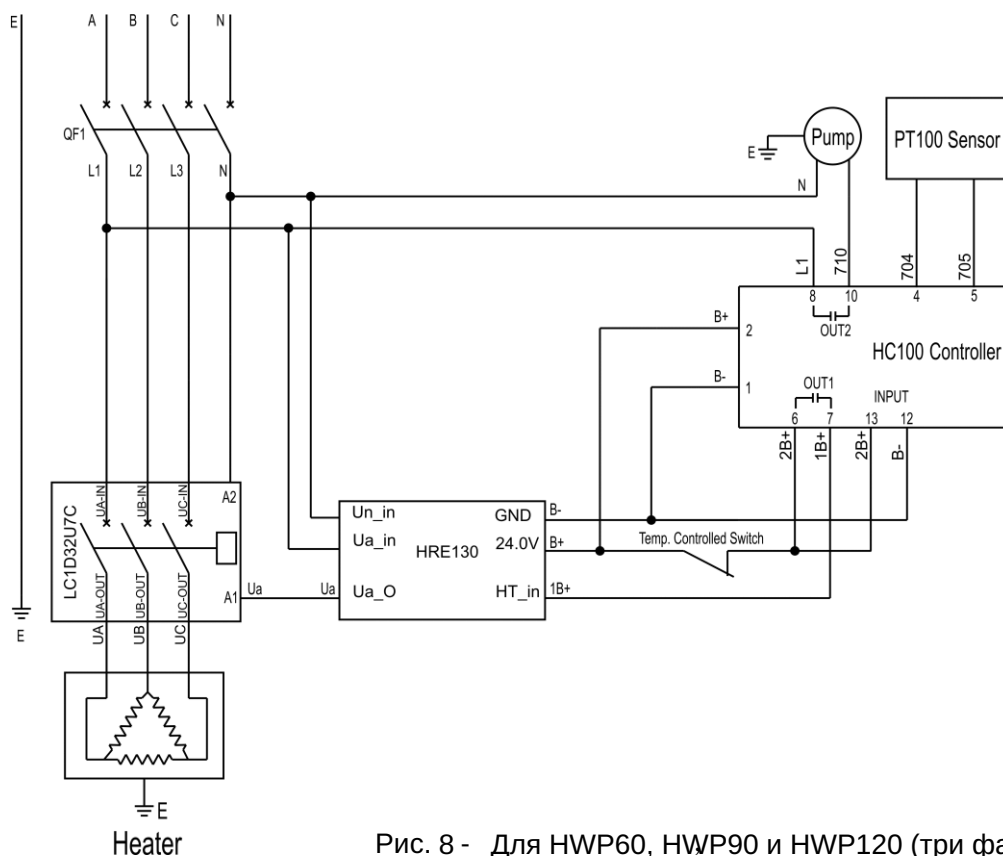 E A B C N
QF1
L1 L2 L3 N
E Pump PT100 Sensor
N
L1 710 704 705
8 10 4 5
OUT2
B+ 2
HC100 Controller
B- 1
OUT1 INPUT
6 7 13 12
2B+ 1B+ 2B+ B-
LC1D32U7C
UA-IN UB-IN UC-IN A2
UA-OUT UB-OUT UC-OUT A1
Ua Ua
Un_in GND B-
Ua_in HRE130 24.0V B+
Temp. Controlled Switch
Ua_O HT_in 1B+
E
UA UB UC
E
Heater
Рис. 8 - Для HWP60, HWP90 и HWP120 (три фа